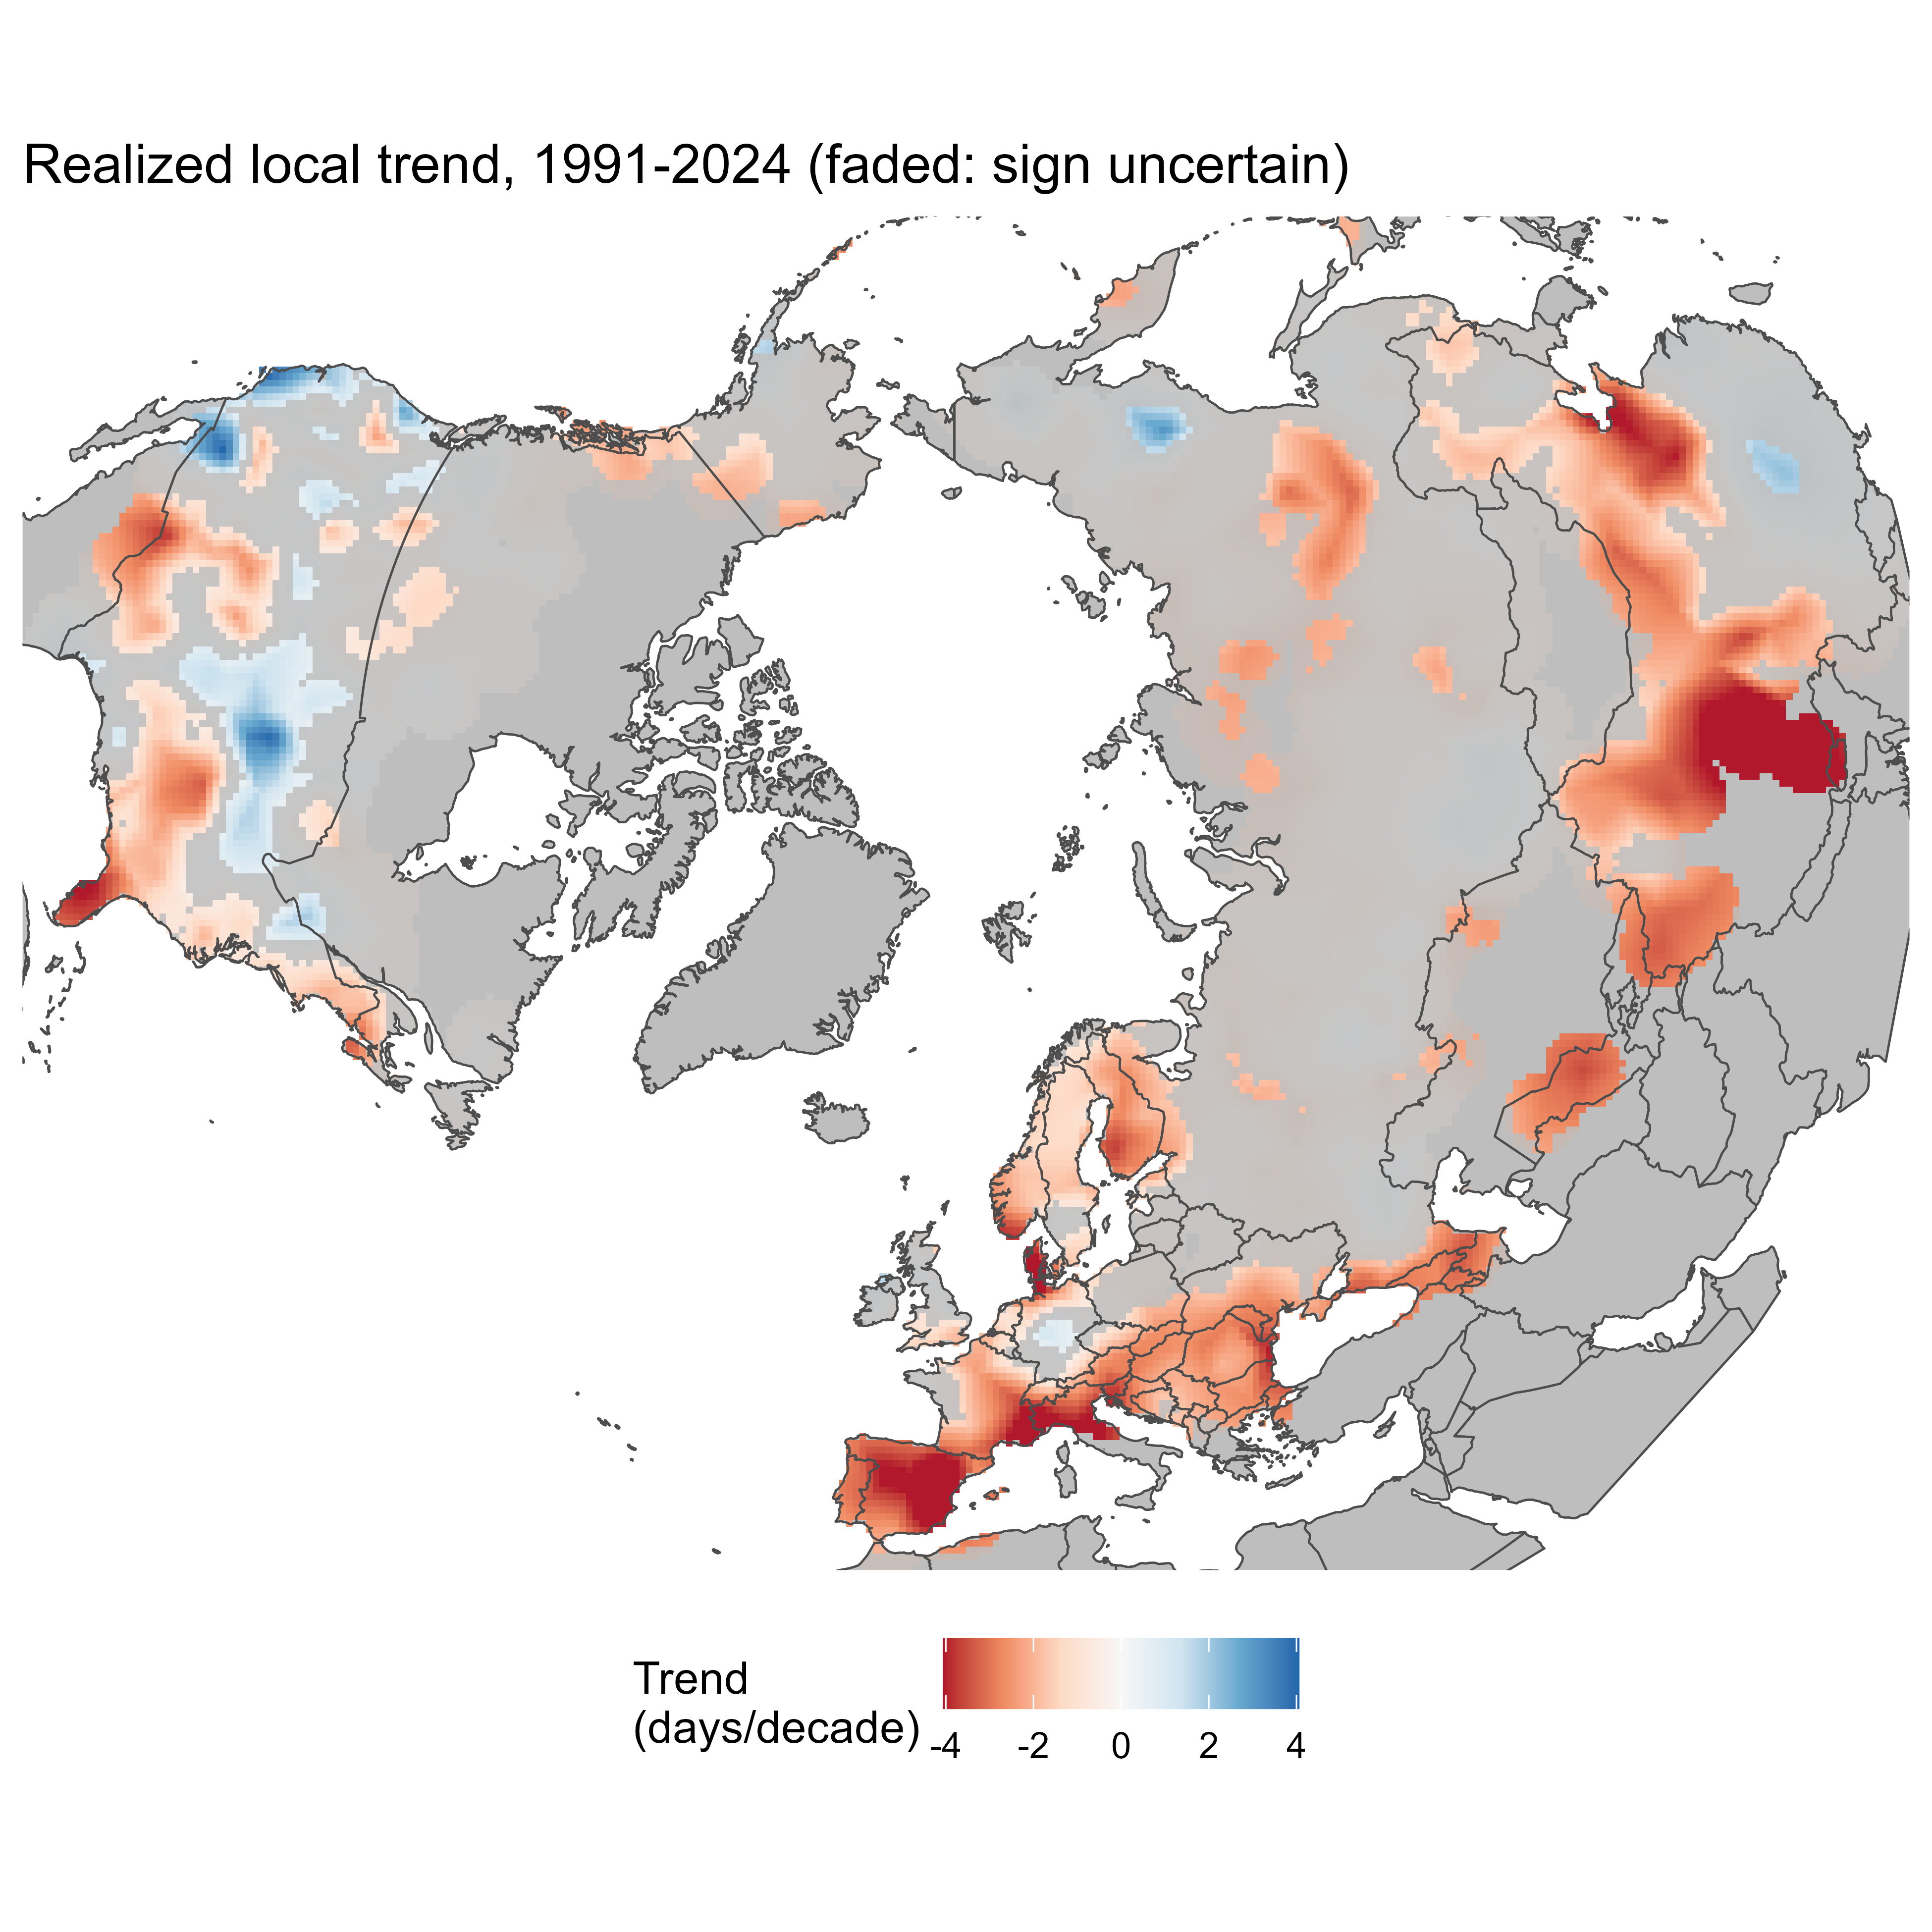 Realized local trend, 1991-2024 (faded: sign uncertain)
Trend
(days/decade)
-4 -2 0 2 4